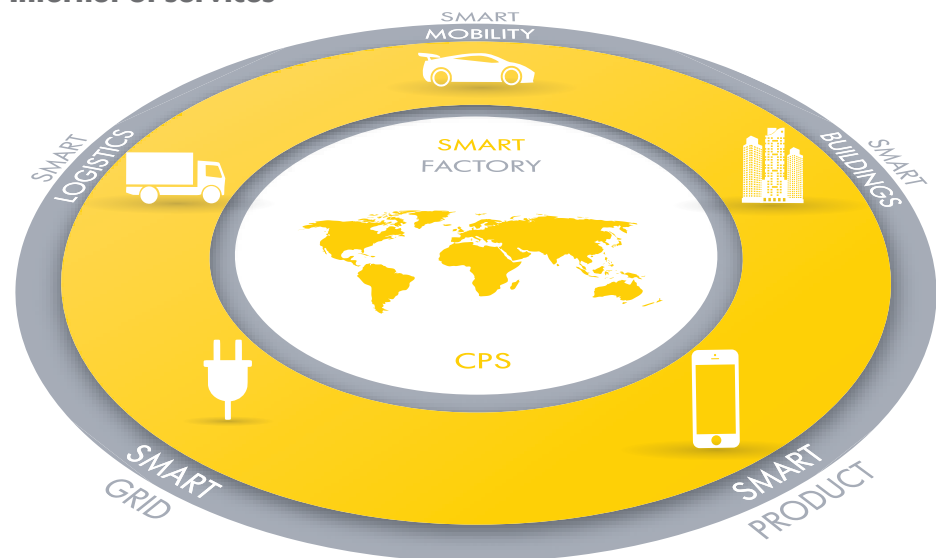 SMART
MOBILITY
SMART
LOGISTICS
SMART
BUILDINGS
SMART
FACTORY
CPS
SMART
GRID
SMART
PRODUCT